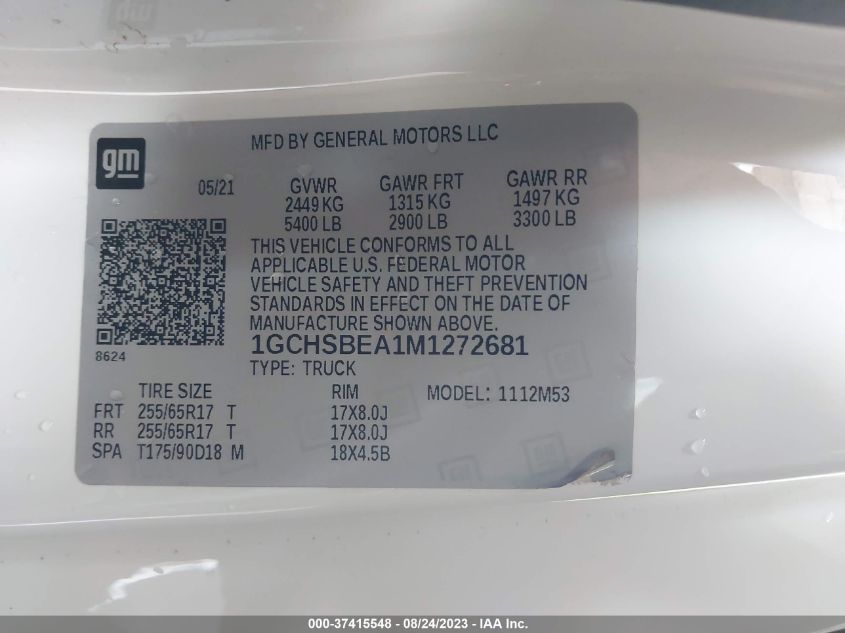 gm
MFD BY GENERAL MOTORS LLC
05/21 GVWR GAWR FRT GAWR RR
2449 KG 1315 KG 1497 KG
5400 LB 2900 LB 3300 LB
THIS VEHICLE CONFORMS TO ALL
APPLICABLE U.S. FEDERAL MOTOR
VEHICLE SAFETY AND THEFT PREVENTION
STANDARDS IN EFFECT ON THE DATE OF
MANUFACTURE SHOWN ABOVE.
8624
1GCHSBEA1M1272681
TYPE: TRUCK
TIRE SIZE RIM MODEL: 1112M53
FRT 255/65R17 T 17X8.0J
RR 255/65R17 T 17X8.0J
SPA T175/90D18 M 18X4.5B
000-37415548 - 08/24/2023 - IAA Inc.